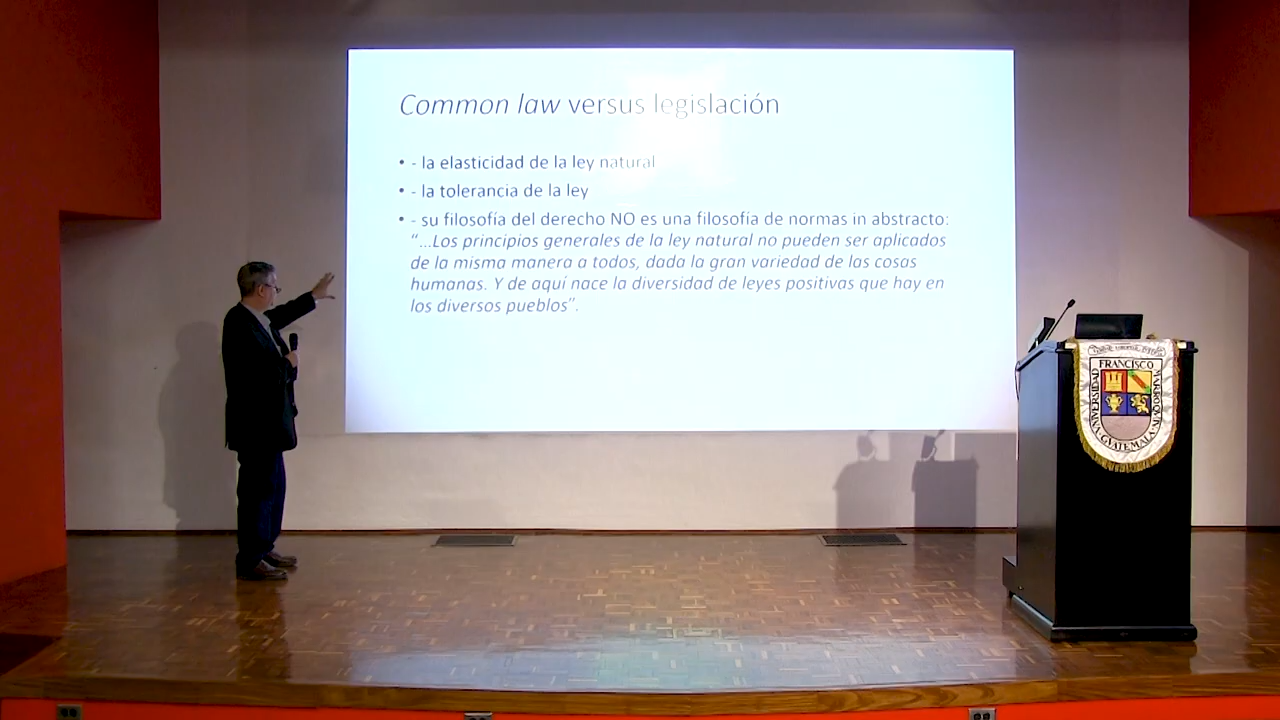 Common law versus legislación
• - la elasticidad de la ley natural
• - la tolerancia de la ley
• - su filosofía del derecho NO es una filosofía de normas in abstracto:
“...Los principios generales de la ley natural no pueden ser aplicados
de la misma manera a todos, dada la gran variedad de las cosas
humanas. Y de aquí nace la diversidad de leyes positivas que hay en
los diversos pueblos”.
UNIVERSIDAD
FRANCISCO
MARROQUIN
GVATEMALA